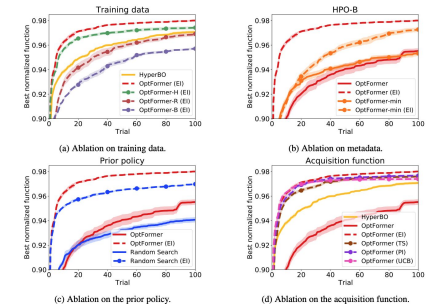 Training data
Best normalized function
0.98
0.96
0.94
0.92
0.90
HyperBO
OptFormer (EI)
OptFormer-H (EI)
OptFormer-R (EI)
OptFormer-B (EI)
0 20 40 60 80 100
Trial
(a) Ablation on training data.
HPO-B
Best normalized function
0.98
0.96
0.94
0.92
0.90
OptFormer
OptFormer (EI)
OptFormer-min
OptFormer-min (EI)
0 20 40 60 80 100
Trial
(b) Ablation on metadata.
Prior policy
Best normalized function
0.98
0.96
0.94
0.92
0.90
OptFormer
OptFormer (EI)
Random Search
Random Search (EI)
0 20 40 60 80 100
Trial
(c) Ablation on the prior policy.
Acquisition function
Best normalized function
0.98
0.96
0.94
0.92
0.90
HyperBO
OptFormer
OptFormer (EI)
OptFormer (TS)
OptFormer (PI)
OptFormer (UCB)
0 20 40 60 80 100
Trial
(d) Ablation on the acquisition function.